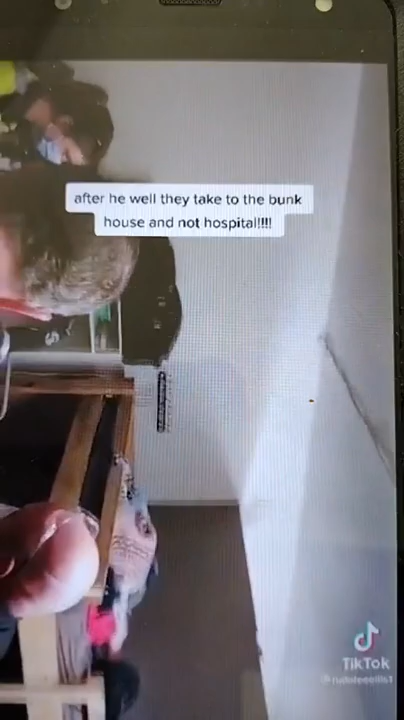 after he well they take to the bunk
house and not hospital!!!!
TikTok